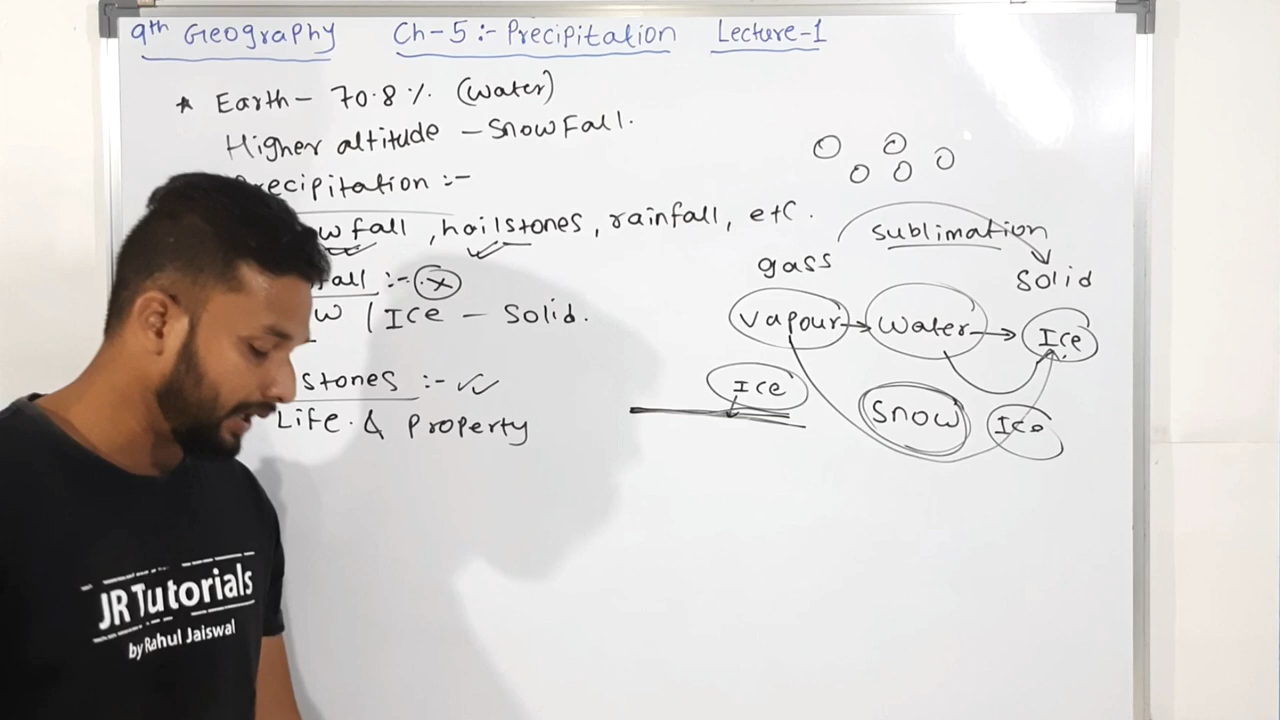 9th Geography Ch-5:- Precipitation Lecture-1
* Earth - 70.8 %. (Water)
Higher altitude - SnowFall.
recipitation :-
w fall, hailstones, rainfall, etc.
fall :- x
w / Ice - Solid.
stones :-
Life. & Property
sublimation
gass
Solid
Vapour → Water → Ice
Ice
Snow
Ice
JR Tutorials
by Rahul Jaiswal